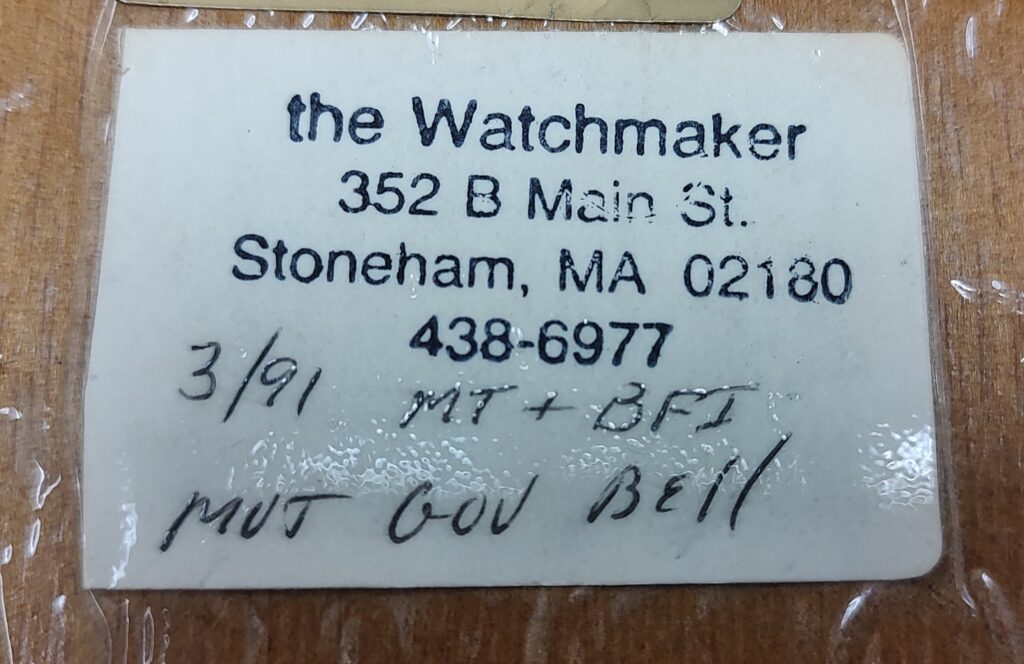 the Watchmaker
352 B Main St.
Stoneham, MA 02180
438-6977
3/91 MT + BFI
MVT GOV BEll